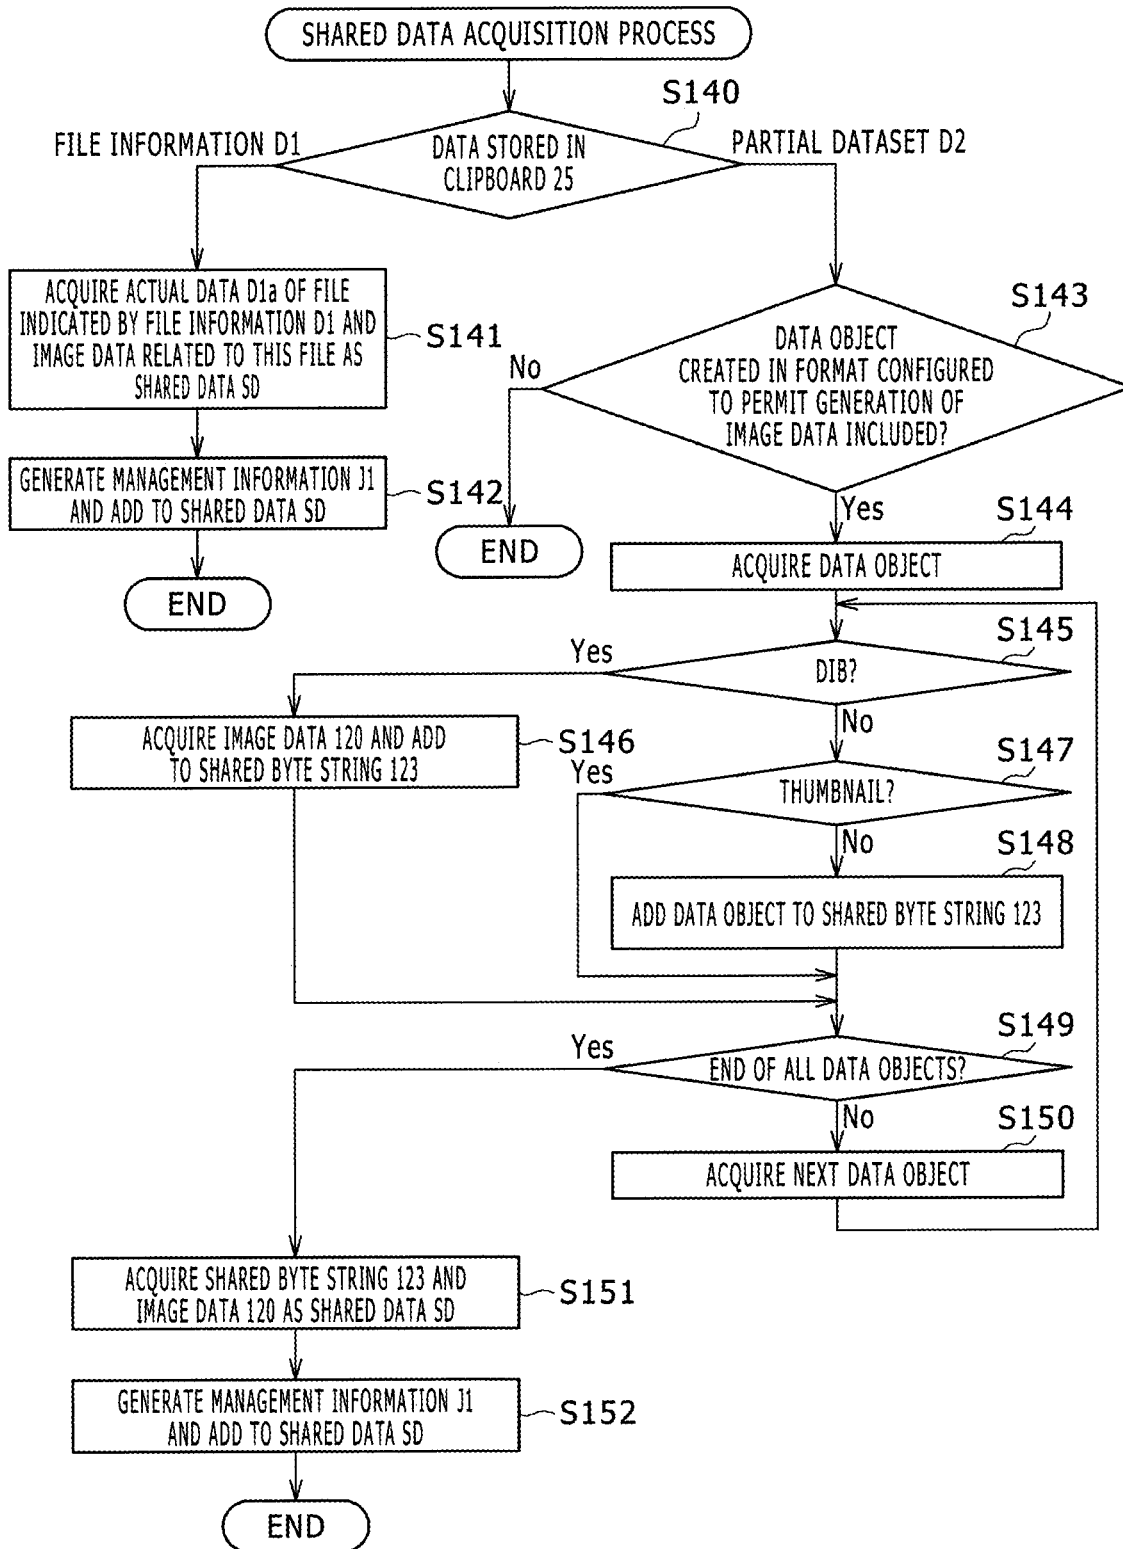 SHARED DATA ACQUISITION PROCESS
S140
FILE INFORMATION D1
PARTIAL DATASET D2
DATA STORED IN
CLIPBOARD 25
ACQUIRE ACTUAL DATA D1a OF FILE
INDICATED BY FILE INFORMATION D1 AND
IMAGE DATA RELATED TO THIS FILE AS
SHARED DATA SD
S141
S143
DATA OBJECT
CREATED IN FORMAT CONFIGURED
TO PERMIT GENERATION OF
IMAGE DATA INCLUDED?
No
GENERATE MANAGEMENT INFORMATION J1
AND ADD TO SHARED DATA SD
S142
Yes
END
END
S144
ACQUIRE DATA OBJECT
S145
Yes
DIB?
No
ACQUIRE IMAGE DATA 120 AND ADD
TO SHARED BYTE STRING 123
S146
S147
Yes
THUMBNAIL?
No
S148
ADD DATA OBJECT TO SHARED BYTE STRING 123
S149
Yes
END OF ALL DATA OBJECTS?
No
S150
ACQUIRE NEXT DATA OBJECT
ACQUIRE SHARED BYTE STRING 123 AND
IMAGE DATA 120 AS SHARED DATA SD
S151
GENERATE MANAGEMENT INFORMATION J1
AND ADD TO SHARED DATA SD
S152
END